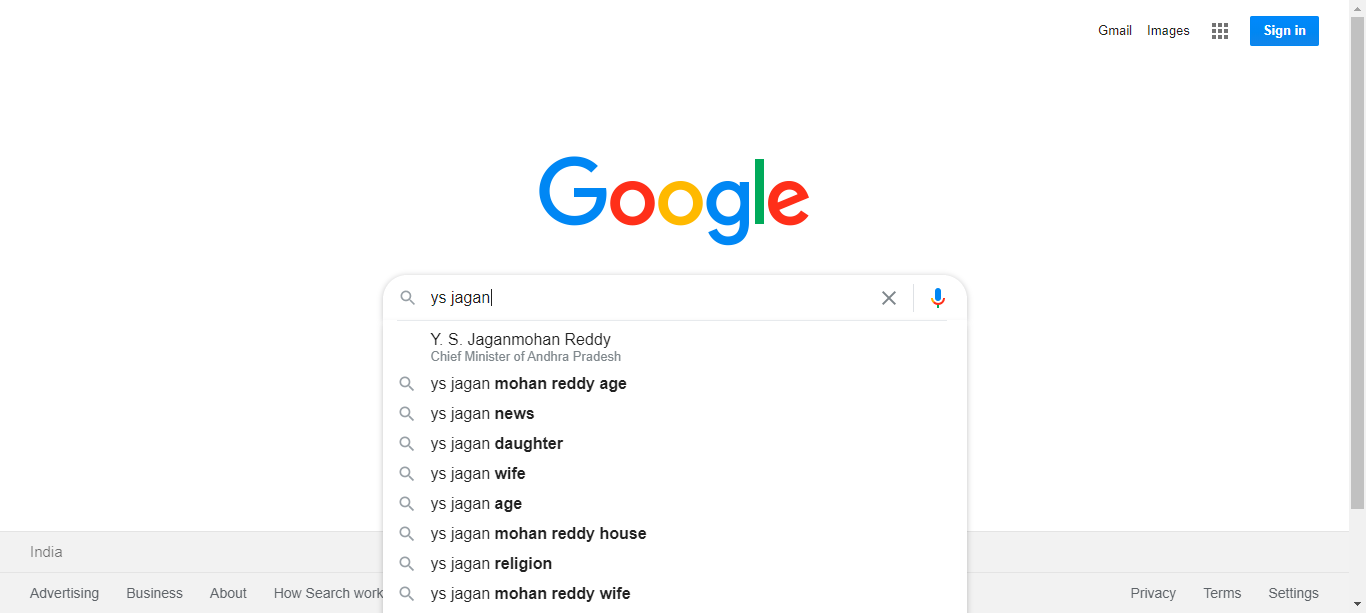 Gmail Images Sign in
Google
ys jagan
Y. S. Jaganmohan Reddy
Chief Minister of Andhra Pradesh
ys jagan mohan reddy age
ys jagan news
ys jagan daughter
ys jagan wife
ys jagan age
ys jagan mohan reddy house
ys jagan religion
ys jagan mohan reddy wife
India
Advertising Business About How Search work Privacy Terms Settings